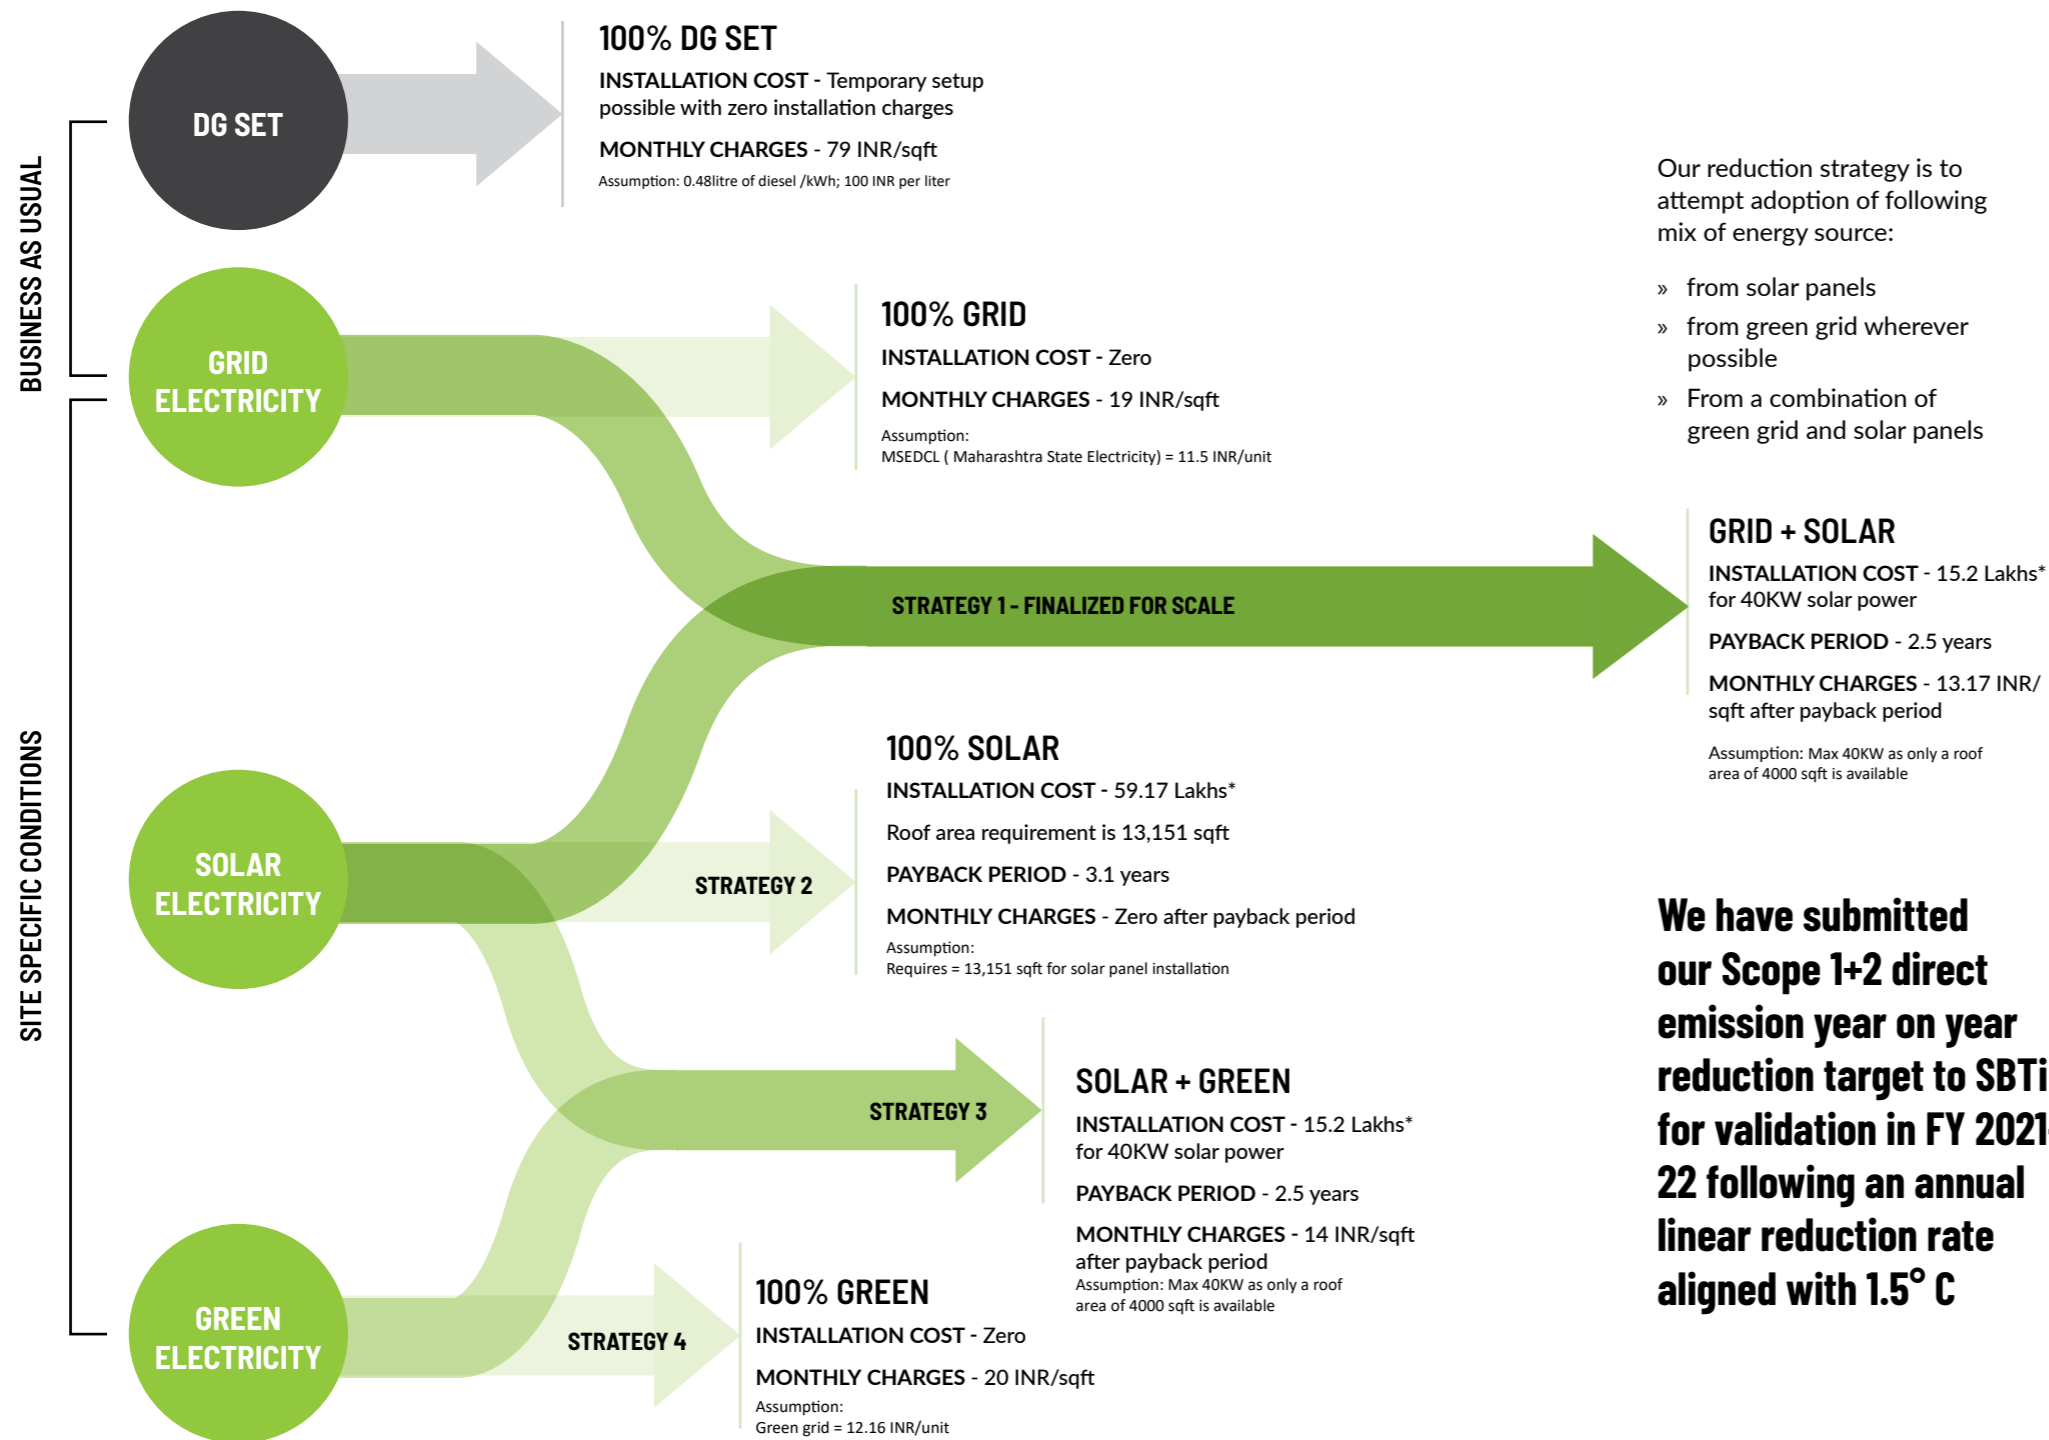 BUSINESS AS USUAL
SITE SPECIFIC CONDITIONS
DG SET
100% DG SET
INSTALLATION COST - Temporary setup
possible with zero installation charges
MONTHLY CHARGES - 79 INR/sqft
Assumption: 0.48litre of diesel /kWh; 100 INR per liter
GRID
ELECTRICITY
100% GRID
INSTALLATION COST - Zero
MONTHLY CHARGES - 19 INR/sqft
Assumption:
MSEDCL ( Maharashtra State Electricity) = 11.5 INR/unit
Our reduction strategy is to
attempt adoption of following
mix of energy source:
» from solar panels
» from green grid wherever
possible
» From a combination of
green grid and solar panels
STRATEGY 1 - FINALIZED FOR SCALE
GRID + SOLAR
INSTALLATION COST - 15.2 Lakhs*
for 40KW solar power
PAYBACK PERIOD - 2.5 years
MONTHLY CHARGES - 13.17 INR/
sqft after payback period
Assumption: Max 40KW as only a roof
area of 4000 sqft is available
SOLAR
ELECTRICITY
STRATEGY 2
100% SOLAR
INSTALLATION COST - 59.17 Lakhs*
Roof area requirement is 13,151 sqft
PAYBACK PERIOD - 3.1 years
MONTHLY CHARGES - Zero after payback period
Assumption:
Requires = 13,151 sqft for solar panel installation
STRATEGY 3
SOLAR + GREEN
INSTALLATION COST - 15.2 Lakhs*
for 40KW solar power
PAYBACK PERIOD - 2.5 years
MONTHLY CHARGES - 14 INR/sqft
after payback period
Assumption: Max 40KW as only a roof
area of 4000 sqft is available
GREEN
ELECTRICITY
STRATEGY 4
100% GREEN
INSTALLATION COST - Zero
MONTHLY CHARGES - 20 INR/sqft
Assumption:
Green grid = 12.16 INR/unit
We have submitted
our Scope 1+2 direct
emission year on year
reduction target to SBTi
for validation in FY 2021-
22 following an annual
linear reduction rate
aligned with 1.5° C